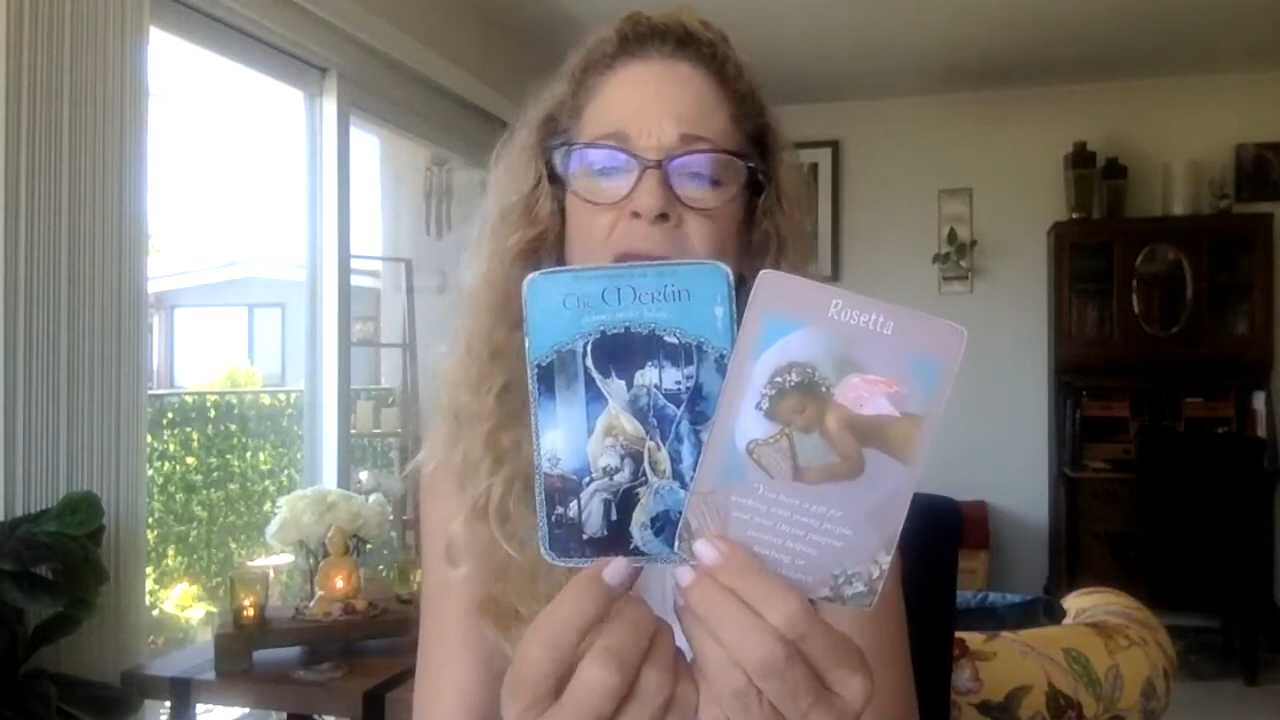 The Merlin
Rosetta
"You have a gift for
working with young people,
and your Divine purpose
involves helping,
teaching, or
children